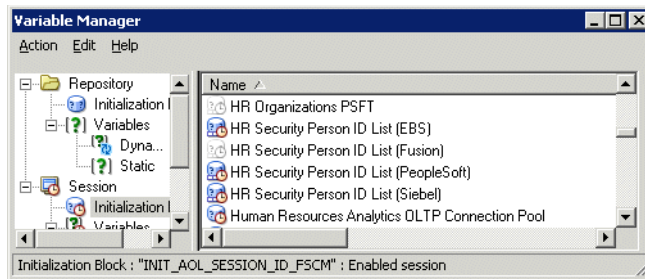 Variable Manager
Action Edit Help
Repository
Initialization
Variables
Dyna...
Static
Session
Initialization
Variables
Name
HR Organizations PSFT
HR Security Person ID List (EBS)
HR Security Person ID List (Fusion)
HR Security Person ID List (PeopleSoft)
HR Security Person ID List (Siebel)
Human Resources Analytics OLTP Connection Pool
Initialization Block : "INIT_AOL_SESSION_ID_FSCM" : Enabled session